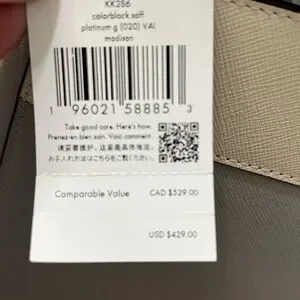 KK286
colorblock saff
platinum g (020) VAI
madison
1 96021 58885 3
Take good care. Here's how.
Prenez-en bien soin. Void comment.
请妥善维护。这里是具体做法。
お手入れ方法はこちらをご覧ください。
Comparable Value CAD $529.00
USD $429.00